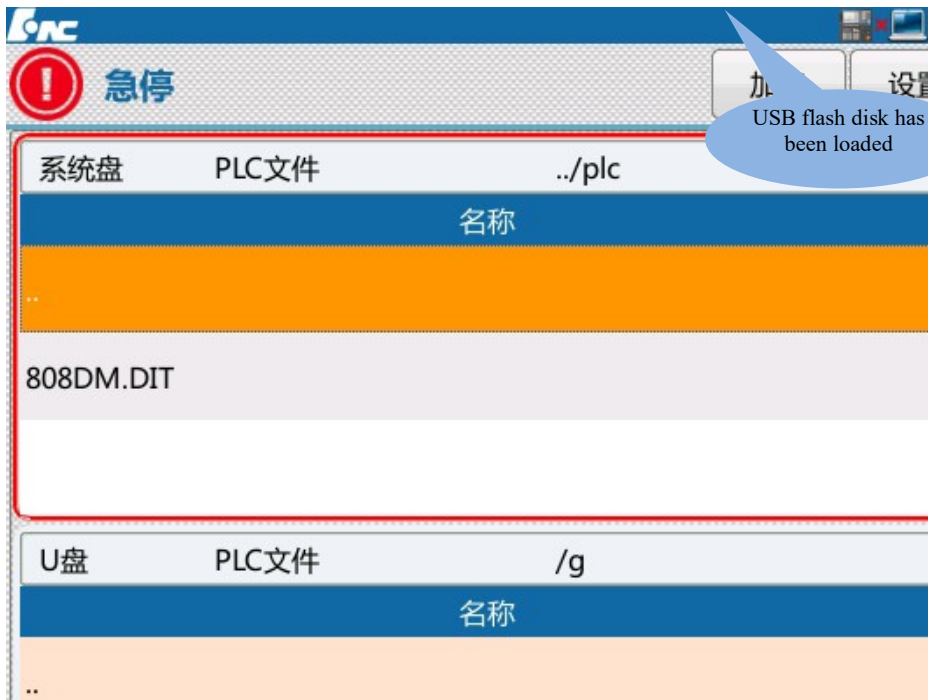 急停
USB flash disk has
been loaded
系统盘 PLC文件 ../plc
名称
..
808DM.DIT
U盘 PLC文件 /g
名称
..